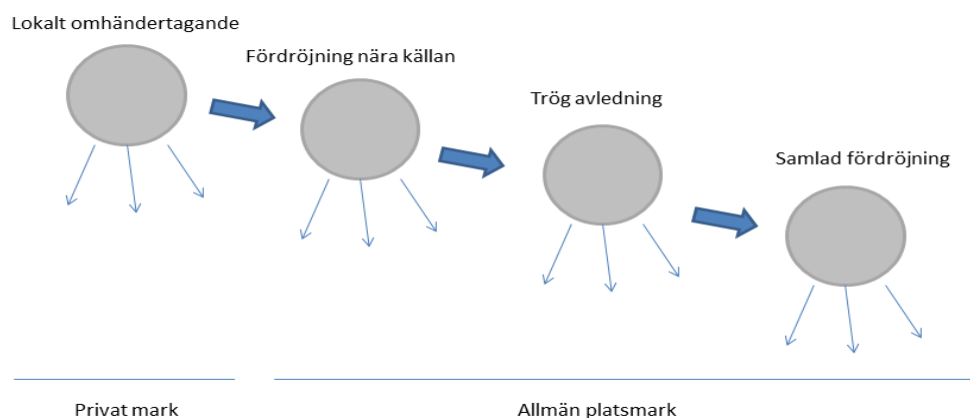 Lokalt omhändertagande
Fördröjning nära källan
Trög avledning
Samlad fördröjning
Privat mark
Allmän platsmark